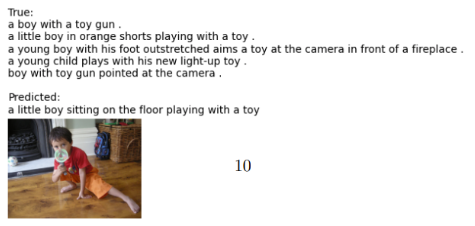 True:
a boy with a toy gun .
a little boy in orange shorts playing with a toy .
a young boy with his foot outstretched aims a toy at the camera in front of a fireplace .
a young child plays with his new light-up toy .
boy with toy gun pointed at the camera .
Predicted:
a little boy sitting on the floor playing with a toy
10